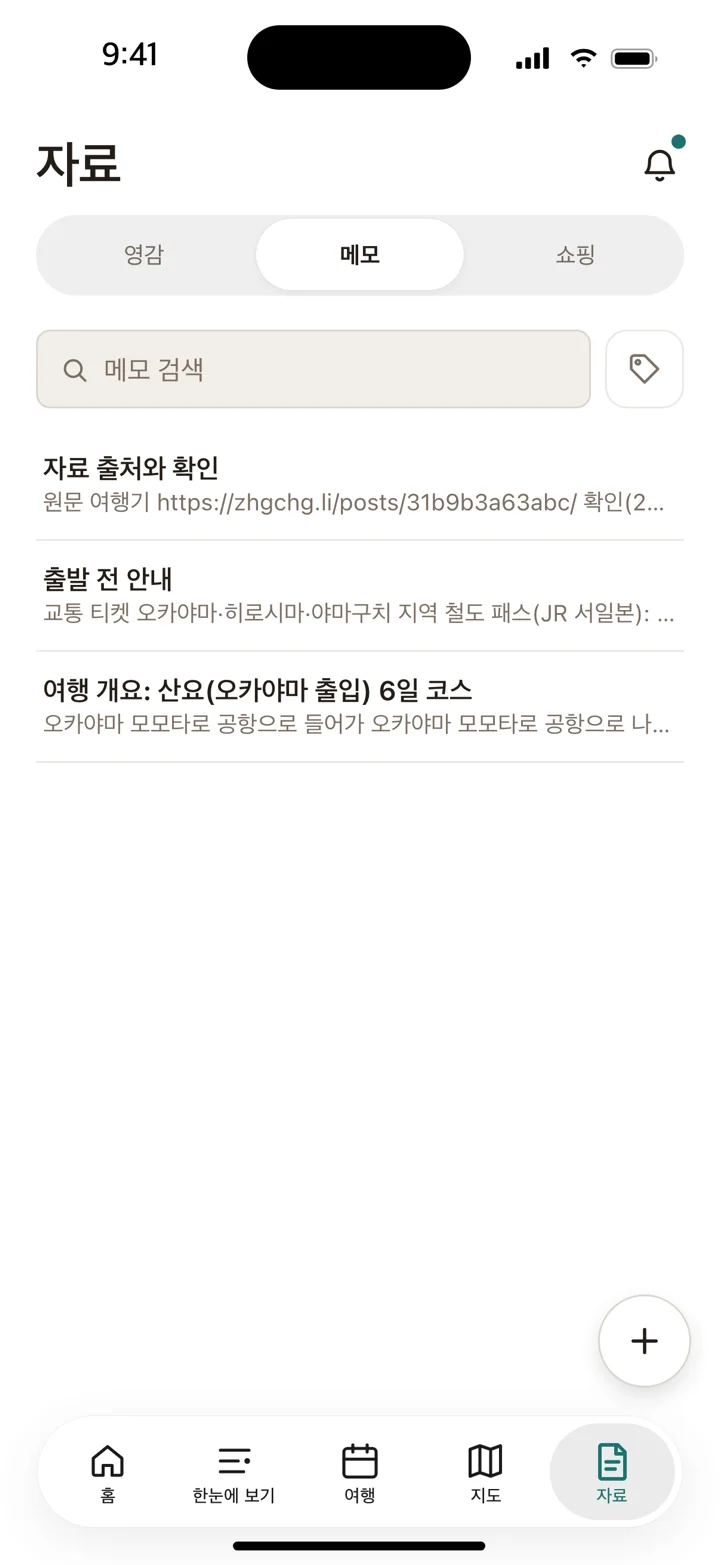 9:41
자료
영감
메모
쇼핑
메모 검색
자료 출처와 확인
원문 여행기 https://zhgchg.li/posts/31b9b3a63abc/ 확인(2...
출발 전 안내
교통 티켓 오카야마·히로시마·야마구치 지역 철도 패스(JR 서일본): ...
여행 개요: 산요(오카야마 출입) 6일 코스
오카야마 모모타로 공항으로 들어가 오카야마 모모타로 공항으로 나...
홈
한눈에 보기
여행
지도
자료